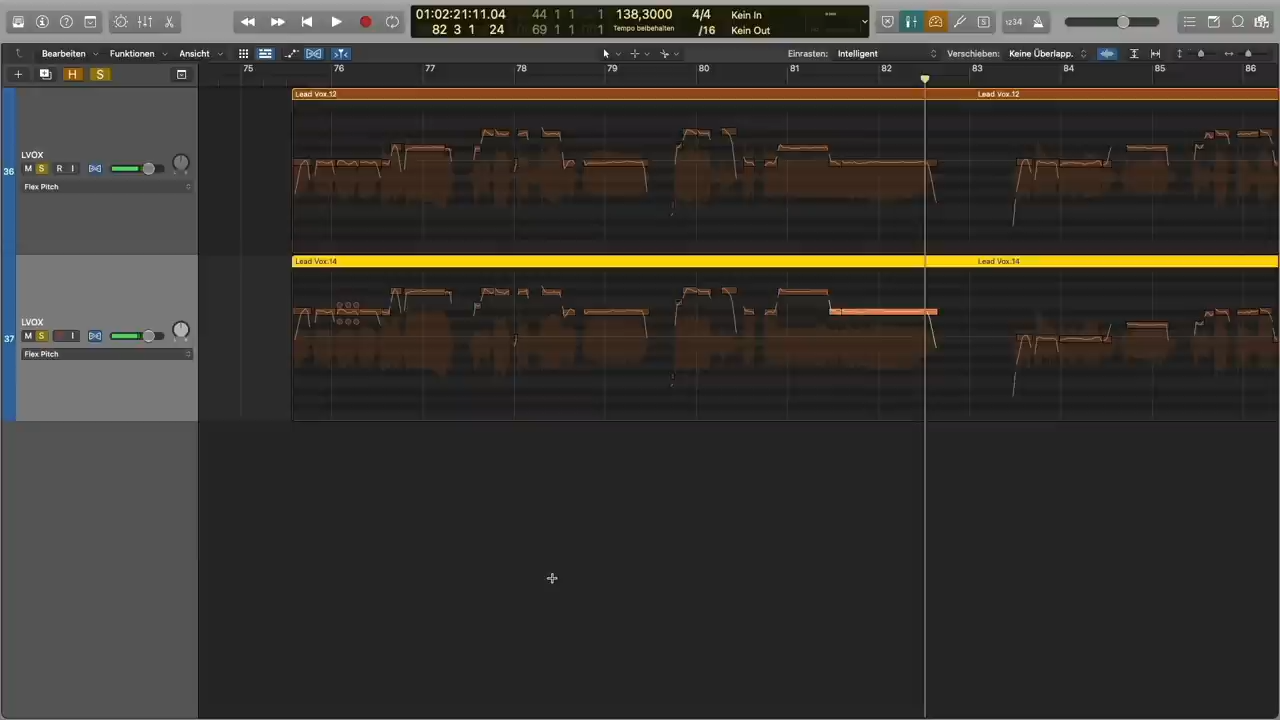 01:02:21:11.04 44 1 1 1 138,3000 4/4 Kein In
82 3 1 24 69 1 1 1 Tempo beibehalten /16 Kein Out
1234
Bearbeiten Funktionen Ansicht Einrasten: Intelligent Verschieben: Keine Überlapp.
H S 75 76 77 78 79 80 81 82 83 84 85 86
Lead Vox.12 Lead Vox.12
LVOX
36 M S R I
Flex Pitch
Lead Vox.14 Lead Vox.14
LVOX
37 M S R I
Flex Pitch